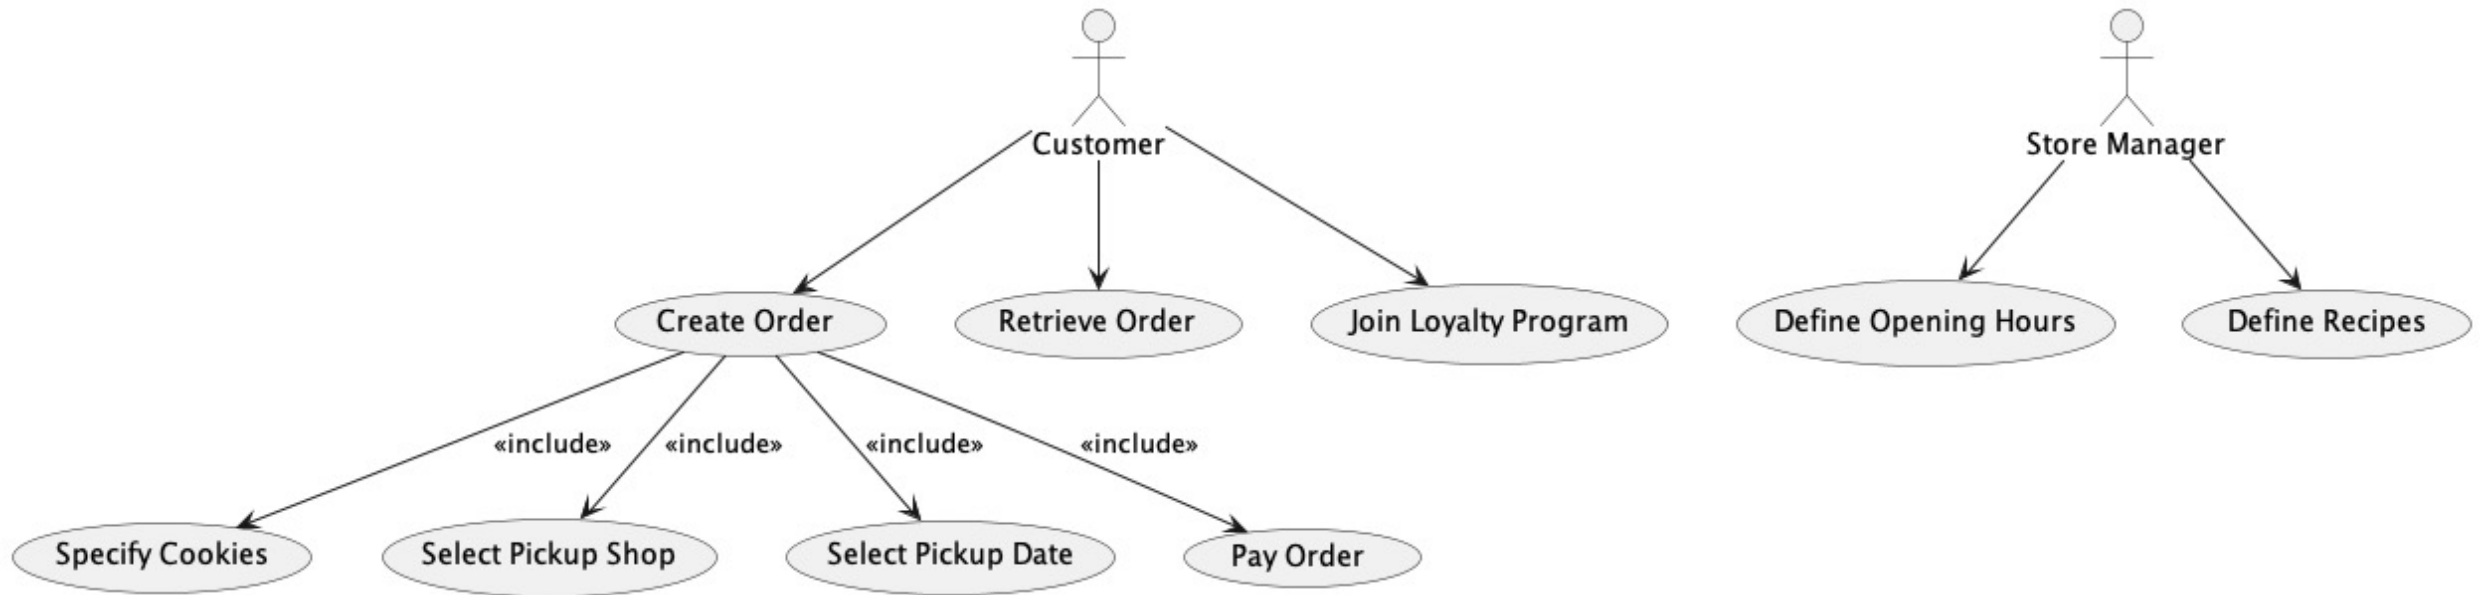 Customer
Store Manager
Create Order
Retrieve Order
Join Loyalty Program
Define Opening Hours
Define Recipes
«include»
«include»
«include»
«include»
Specify Cookies
Select Pickup Shop
Select Pickup Date
Pay Order